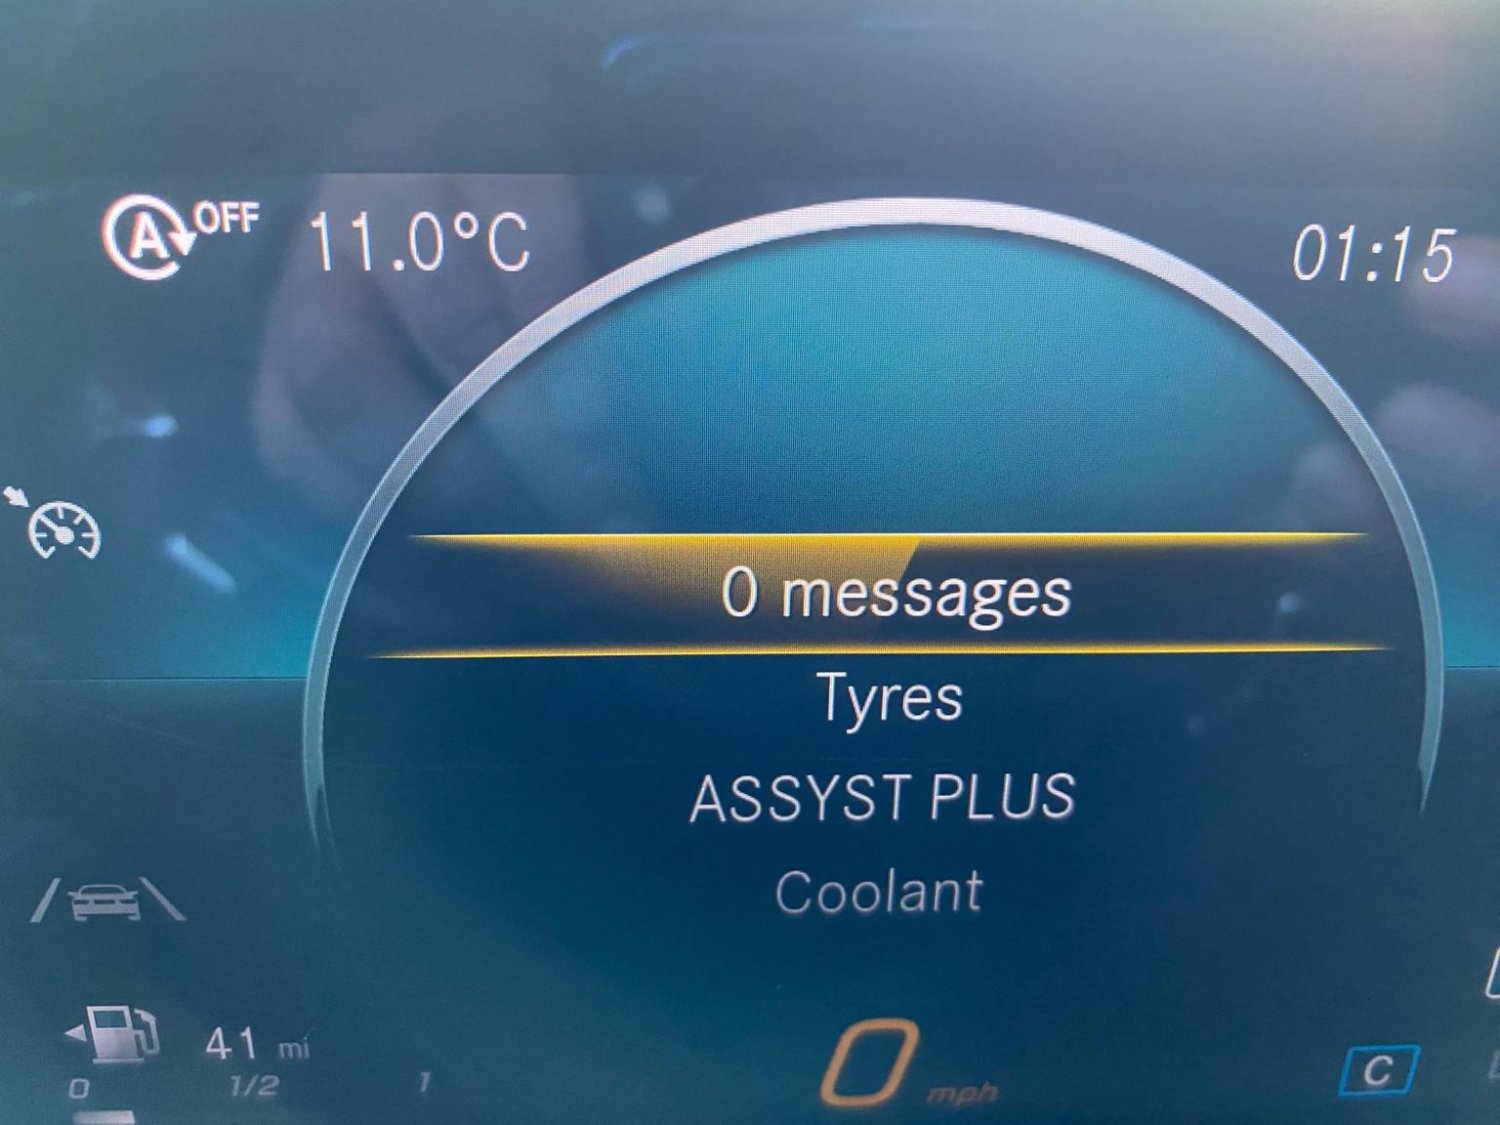 A OFF 11.0°C 01:15
0 messages
Tyres
ASSYST PLUS
Coolant
41 mi
0 1/2 1
0 mph
C